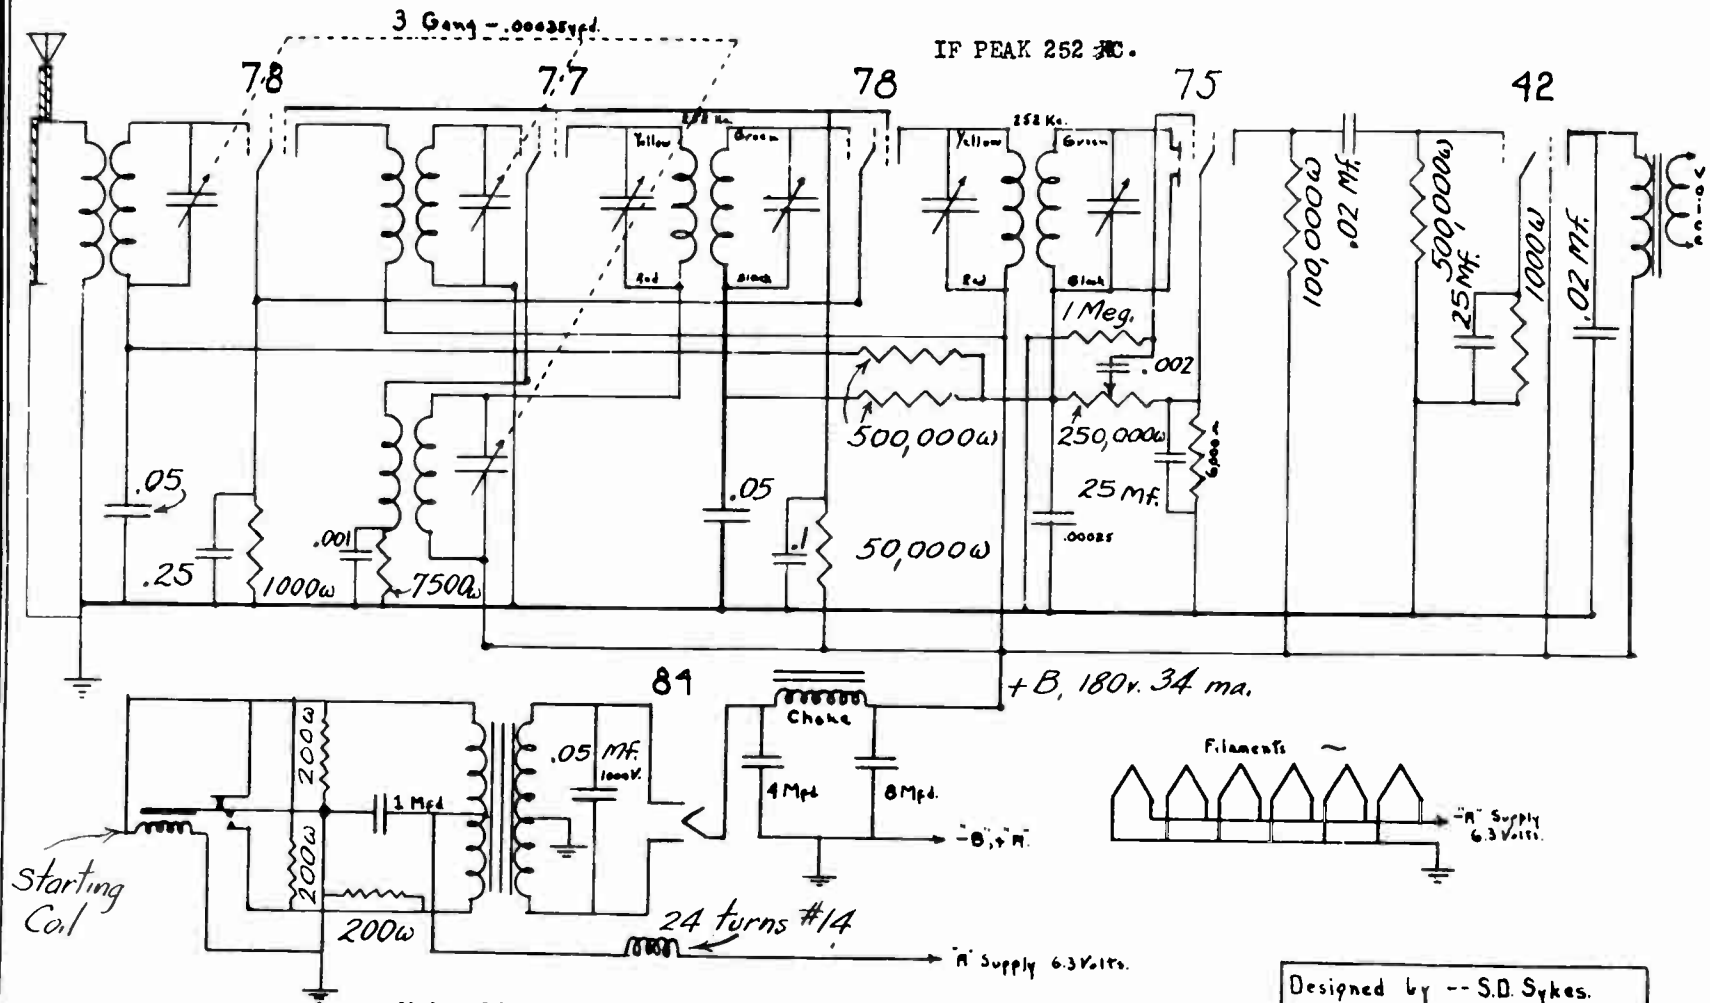 3 Gang - .00035 yfd.
IF PEAK 252 KC.
78
77
78
75
42
252 Kc.
252 Kc.
Yellow
Green
Yellow
Green
Red
Black
Red
Black
100,000ω
.02 Mf.
500,000ω
25 Mf.
1000ω
.02 Mf.
1 Meg.
.002
500,000ω
250,000ω
.05
.25
1000ω
.001
7500ω
.05
.1
50,000ω
25 Mf.
.00025
84
+B, 180v. 34 ma.
Choke
200ω
200ω
1 Mfd
.05 Mf.
1000V.
4 Mfd
8 Mfd.
-B, + "A".
Filaments ~
-"A" Supply
6.3 Volts.
Starting
Coil
200ω
24 turns #14
"A" Supply 6.3 Volts.
Designed by -- S.D. Sykes.